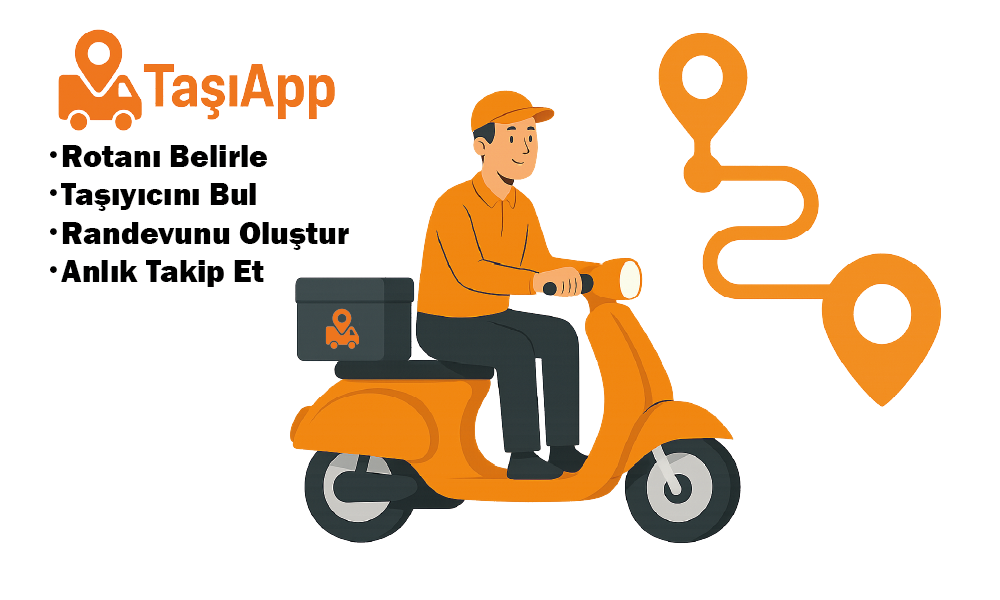 TaşıApp
•Rotanı Belirle
•Taşıyıcını Bul
•Randevunu Oluştur
•Anlık Takip Et